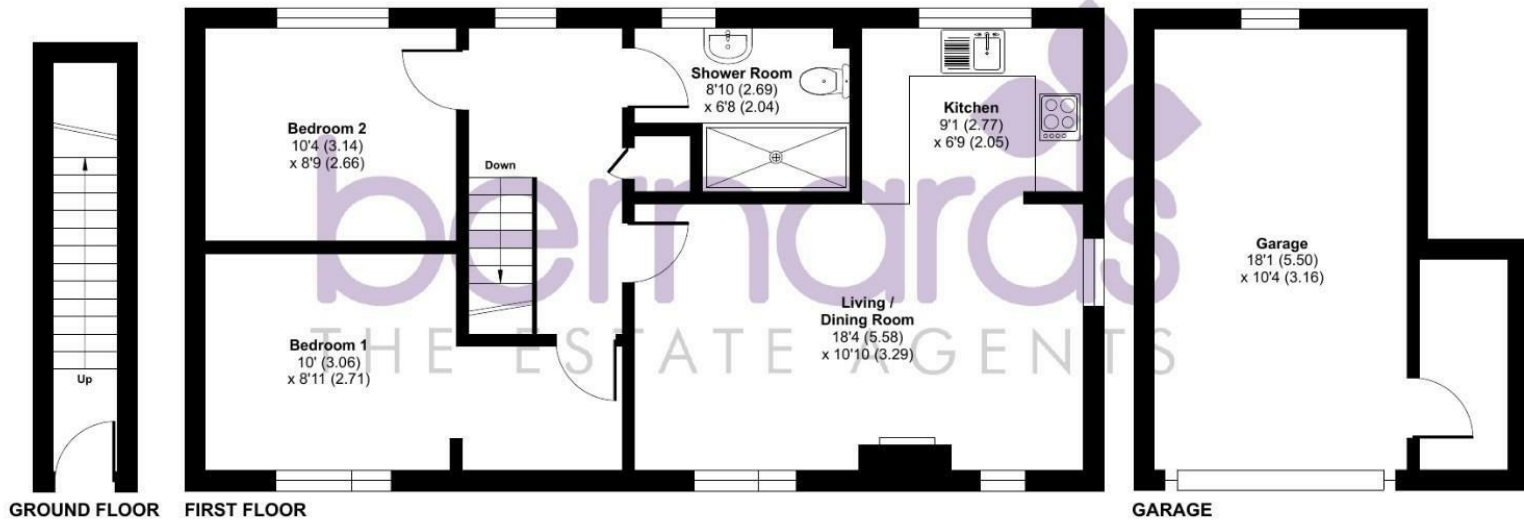 Bedroom 2
10'4 (3.14)
x 8'9 (2.66)
Down
Shower Room
8'10 (2.69)
x 6'8 (2.04)
Kitchen
9'1 (2.77)
x 6'9 (2.05)
Garage
18'1 (5.50)
x 10'4 (3.16)
bernards
THE ESTATE AGENTS
Living /
Dining Room
18'4 (5.58)
x 10'10 (3.29)
Bedroom 1
10' (3.06)
x 8'11 (2.71)
Up
GROUND FLOOR
FIRST FLOOR
GARAGE